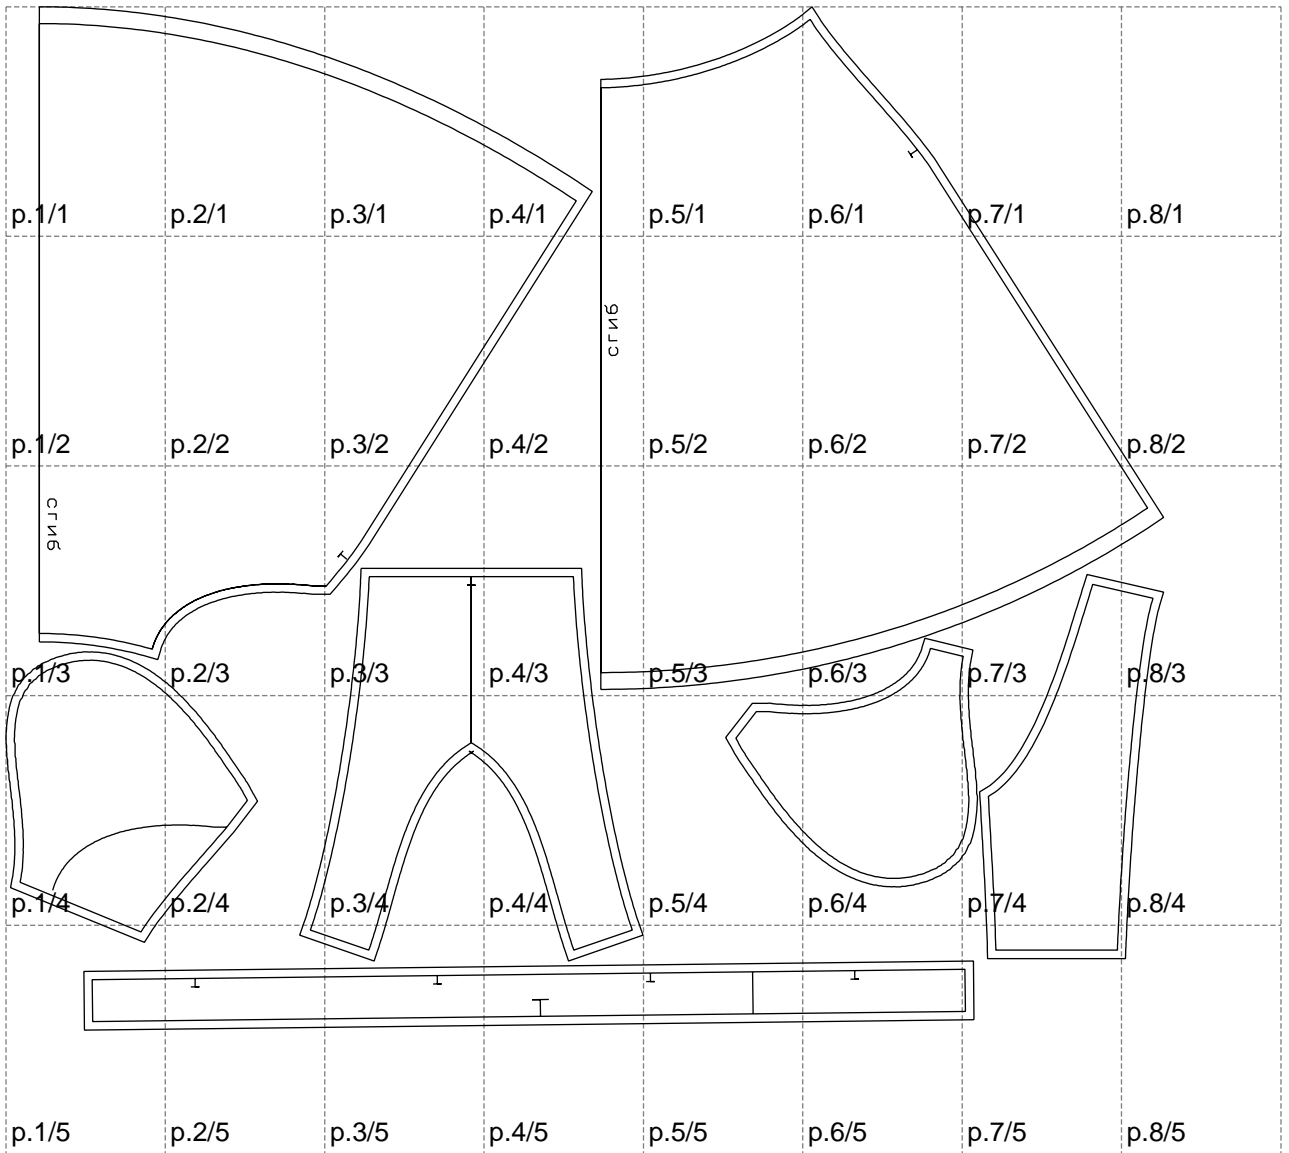 p.1/1 p.2/1 p.3/1 p.4/1 p.5/1 p.6/1 p.7/1 p.8/1
сгиб
p.1/2 p.2/2 p.3/2 p.4/2 p.5/2 p.6/2 p.7/2 p.8/2
сгиб
p.1/3 p.2/3 p.3/3 p.4/3 p.5/3 p.6/3 p.7/3 p.8/3
p.1/4 p.2/4 p.3/4 p.4/4 p.5/4 p.6/4 p.7/4 p.8/4
p.1/5 p.2/5 p.3/5 p.4/5 p.5/5 p.6/5 p.7/5 p.8/5